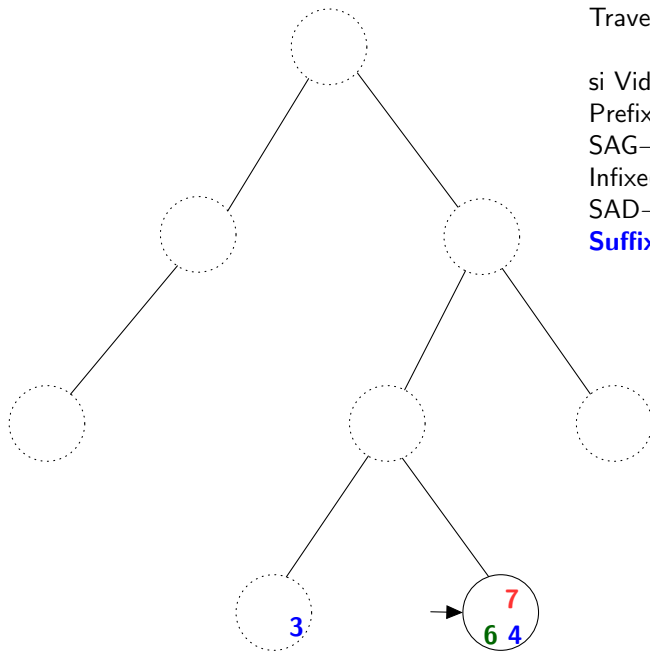 Trave
si Vid
Prefix
SAG–
Infixe
SAD–
Suffix
3
7
6 4